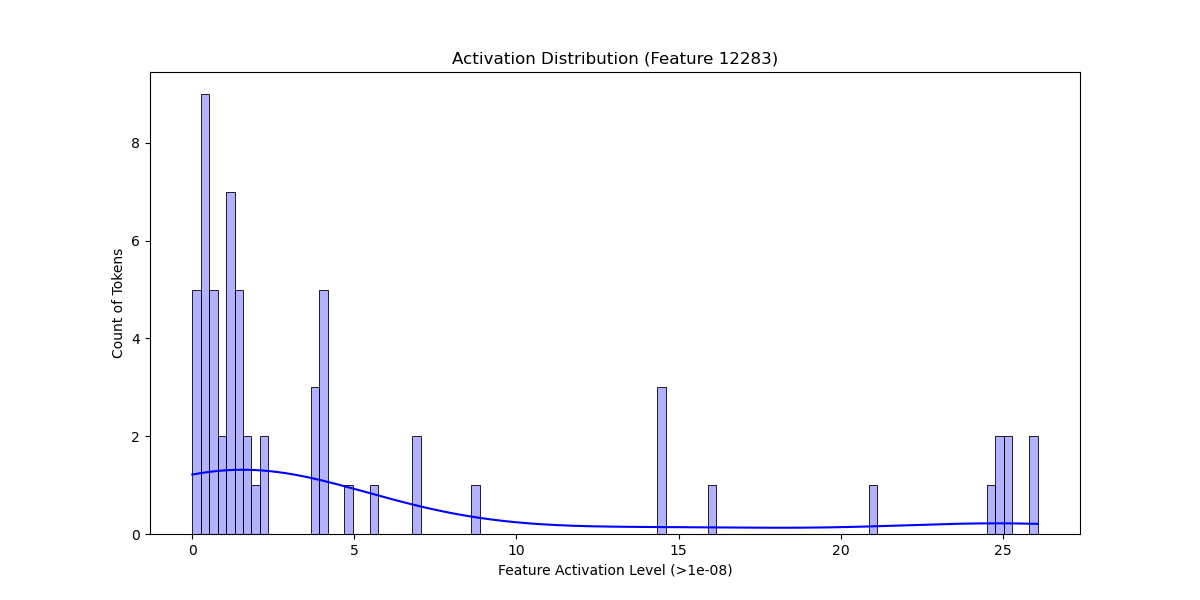 Activation Distribution (Feature 12283)
Count of Tokens
8
6
4
2
0
0 5 10 15 20 25
Feature Activation Level (>1e-08)